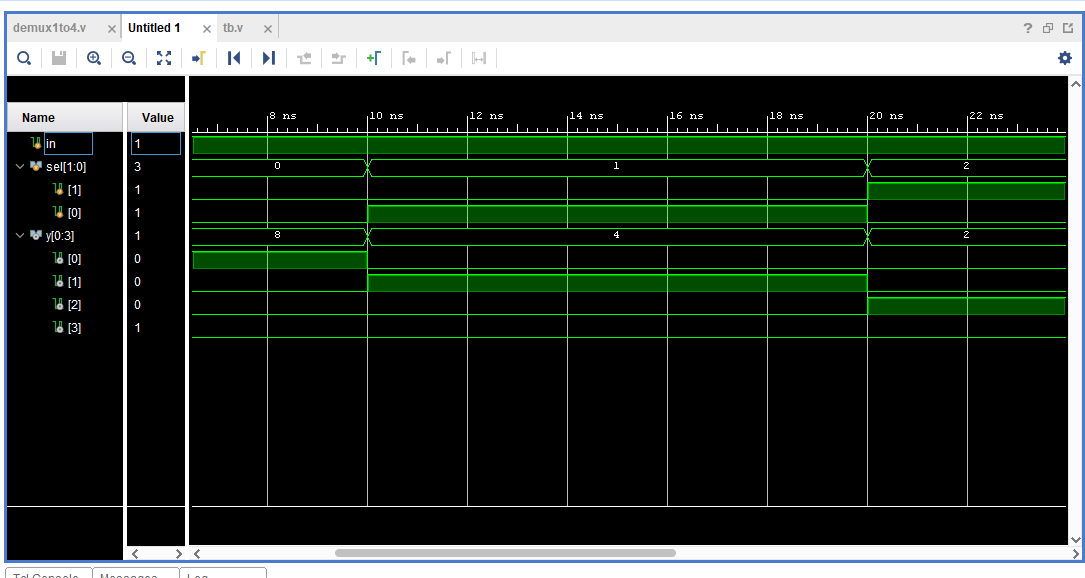 demux1to4.v × Untitled 1 × tb.v × ?
Name Value
8 ns 10 ns 12 ns 14 ns 16 ns 18 ns 20 ns 22 ns
in 1
sel[1:0] 3 0 1 2
[1] 1
[0] 1
y[0:3] 1 8 4 2
[0] 0
[1] 0
[2] 0
[3] 1
Tcl Console Messages Log